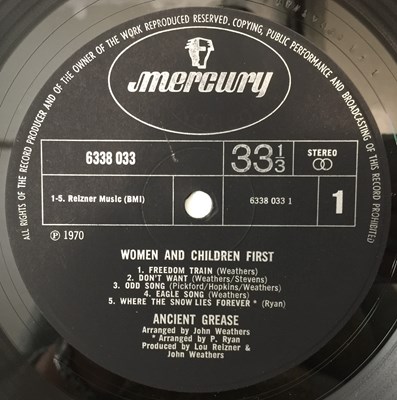 ALL RIGHTS OF THE RECORD PRODUCER AND OF THE OWNER OF THE WORK REPRODUCED RESERVED. COPYING, PUBLIC PERFORMANCE AND BROADCASTING OF THIS RECORD PROHIBITED
mercury
6338 033
33 1/3
STEREO
1-5. Reizner Music (BMI)
6338 033 1
1
Ⓟ 1970
WOMEN AND CHILDREN FIRST
1. FREEDOM TRAIN (Weathers)
2. DON'T WANT (Weathers/Stevens)
3. ODD SONG (Pickford/Hopkins/Weathers)
4. EAGLE SONG (Weathers)
5. WHERE THE SNOW LIES FOREVER * (Ryan)
ANCIENT GREASE
Arranged by John Weathers
* Arranged by P. Ryan
Produced by Lou Reizner &
John Weathers